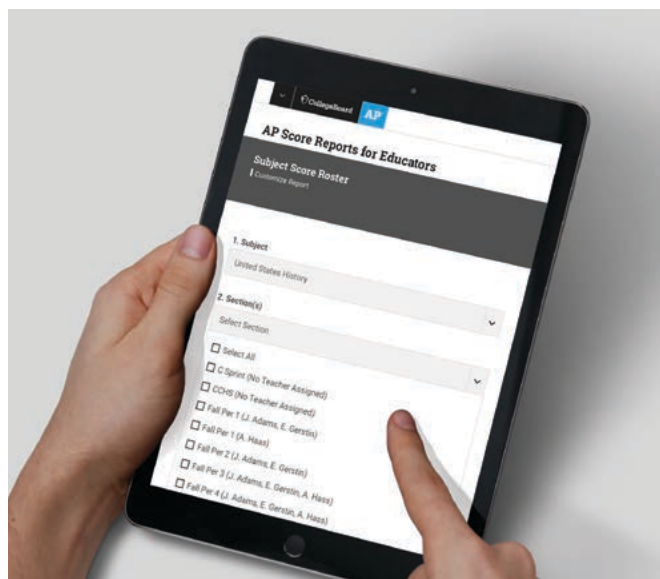 CollegeBoard AP
AP Score Reports for Educators
Subject Score Roster
Customize Report
1. Subject
United States History
2. Section(s)
Select Section
Select All
C Sprint (No Teacher Assigned)
CCHS (No Teacher Assigned)
Fall Per 1 (J. Adams, E. Gerstin)
Fall Per 1 (A. Haas)
Fall Per 2 (J. Adams, E. Gerstin)
Fall Per 3 (J. Adams, E. Gerstin, A. Hass)
Fall Per 4 (J. Adams, E. Gerstin, A. Hass)